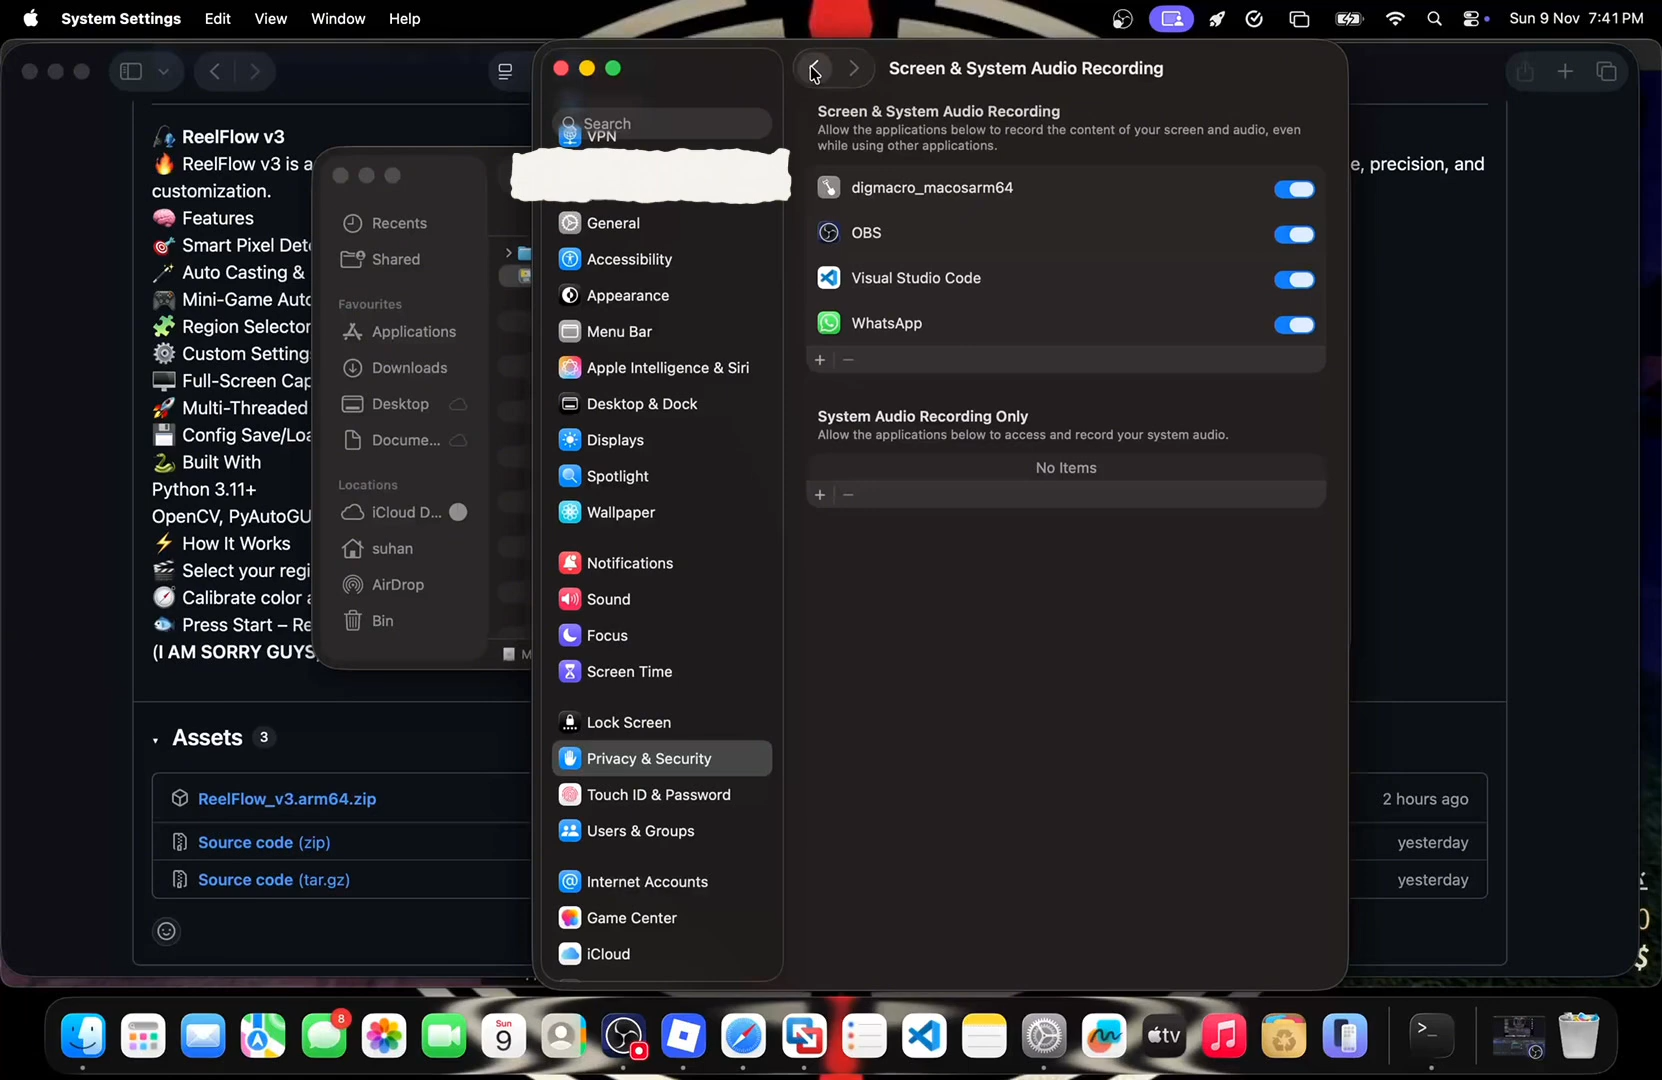 System Settings Edit View Window Help
Sun 9 Nov 7:41 PM
ReelFlow v3
ReelFlow v3 is a
customization.
Features
Smart Pixel Det
Auto Casting &
Mini-Game Auto
Region Selector
Custom Setting
Full-Screen Cap
Multi-Threaded
Config Save/Loa
Built With
Python 3.11+
OpenCV, PyAutoGU
How It Works
Select your regi
Calibrate color a
Press Start – Re
(I AM SORRY GUYS
e, precision, and
Assets 3
ReelFlow_v3.arm64.zip
2 hours ago
Source code (zip)
yesterday
Source code (tar.gz)
yesterday
Recents
Shared
Favourites
Applications
Downloads
Desktop
Docume...
Locations
iCloud D...
suhan
AirDrop
Bin
M
Search
VPN
General
Accessibility
Appearance
Menu Bar
Apple Intelligence & Siri
Desktop & Dock
Displays
Spotlight
Wallpaper
Notifications
Sound
Focus
Screen Time
Lock Screen
Privacy & Security
Touch ID & Password
Users & Groups
Internet Accounts
Game Center
iCloud
Screen & System Audio Recording
Screen & System Audio Recording
Allow the applications below to record the content of your screen and audio, even
while using other applications.
digmacro_macosarm64
OBS
Visual Studio Code
WhatsApp
System Audio Recording Only
Allow the applications below to access and record your system audio.
No Items
8
Sun
9
tv